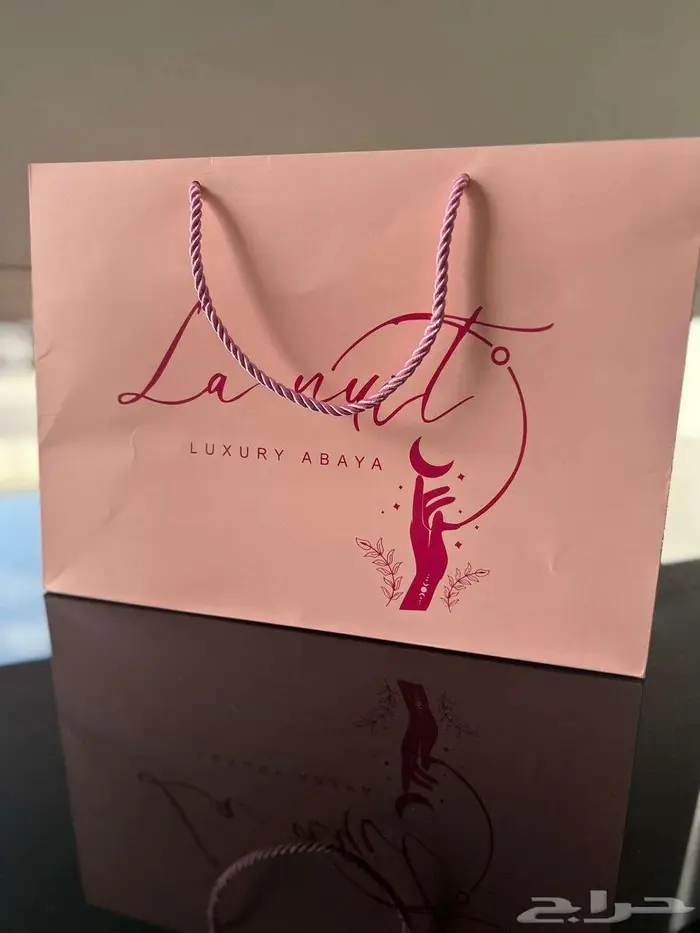 La nuit
LUXURY ABAYA
حراج